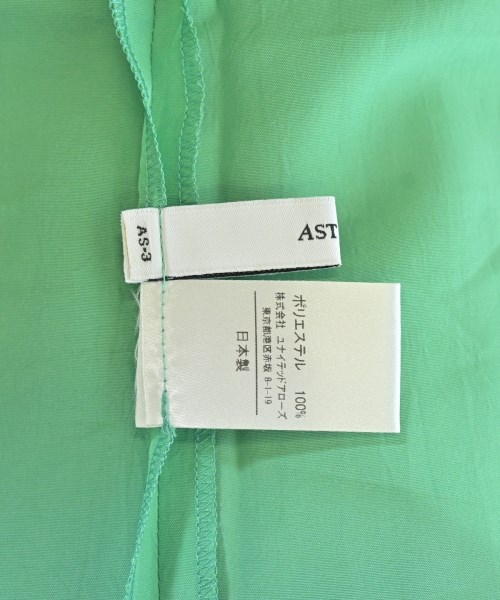 AS-3
AST
ポリエステル 100%
株式会社 ユナイテッドアローズ
東京都港区赤坂 8-1-19
日本製